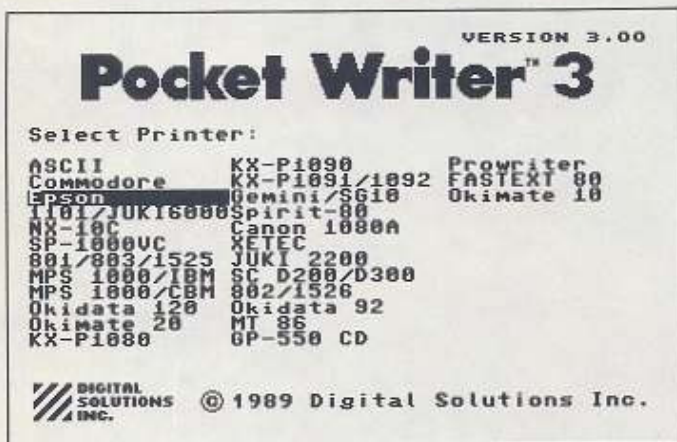 VERSION 3.00
Pocket Writer™ 3
Select Printer:
ASCII KX-P1090 Prowriter
Commodore KX-P1091/1092 FASTEXT 80
Epson Gemini/SG10 Okimate 10
1101/JUKI6000 Spirit-80
NX-10C Canon 1080A
SP-1000VC XETEC
801/803/1525 JUKI 2200
MPS 1000/IBM SC D200/D300
MPS 1000/CBM 802/1526
Okidata 120 Okidata 92
Okimate 20 MT 86
KX-P1080 GP-550 CD
DIGITAL
SOLUTIONS © 1989 Digital Solutions Inc.
INC.